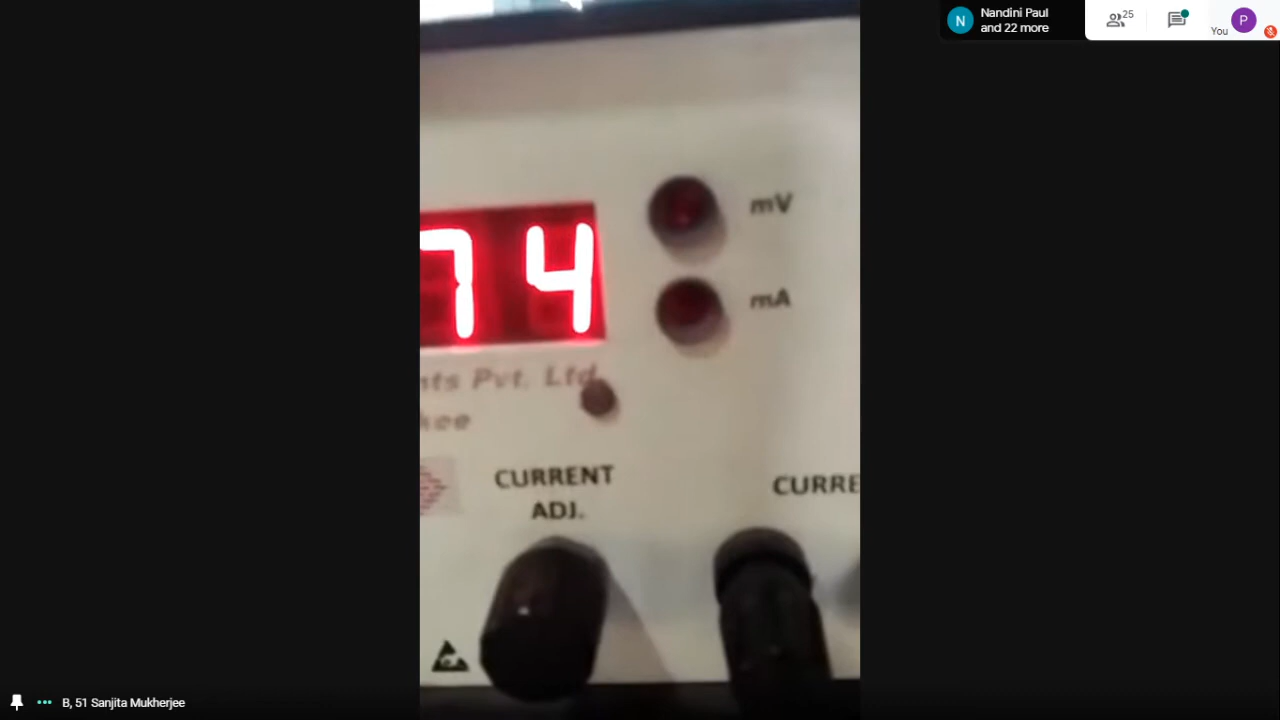 N
Nandini Paul
and 22 more
25
You
P
74
mV
mA
nts Pvt. Ltd.
kee
CURRENT
ADJ.
CURRE
B, 51 Sanjita Mukherjee